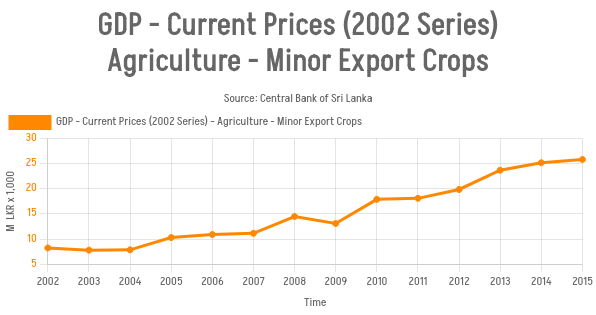 GDP - Current Prices (2002 Series)
Agriculture - Minor Export Crops
Source: Central Bank of Sri Lanka
GDP - Current Prices (2002 Series) - Agriculture - Minor Export Crops
M LKR x 1,000
30
25
20
15
10
5
2002 2003 2004 2005 2006 2007 2008 2009 2010 2011 2012 2013 2014 2015
Time